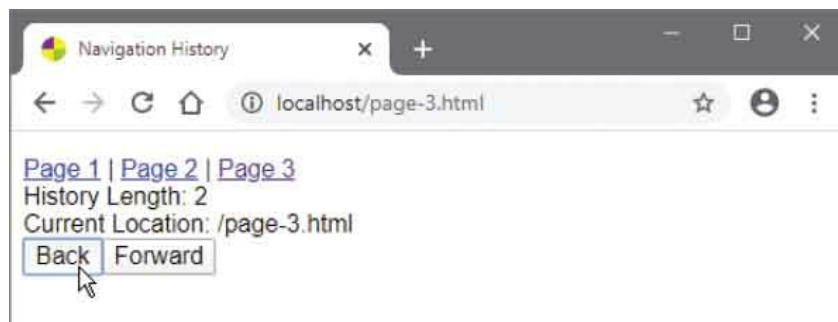 Navigation History
localhost/page-3.html
Page 1 | Page 2 | Page 3
History Length: 2
Current Location: /page-3.html
Back Forward